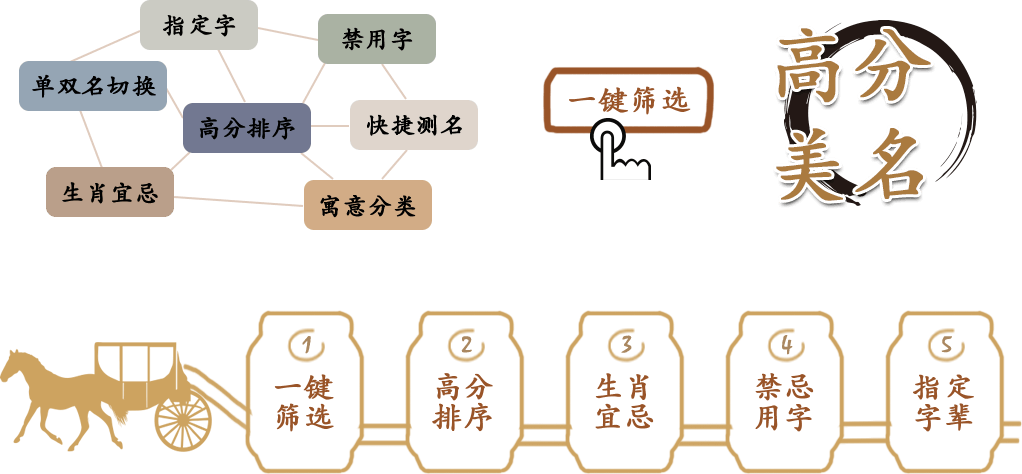 指定字
禁用字
单双名切换
高分排序
快捷测名
生肖宜忌
寓意分类
一键筛选
高分
美名
1
一键
筛选
2
高分
排序
3
生肖
宜忌
4
禁忌
用字
5
指定
字辈